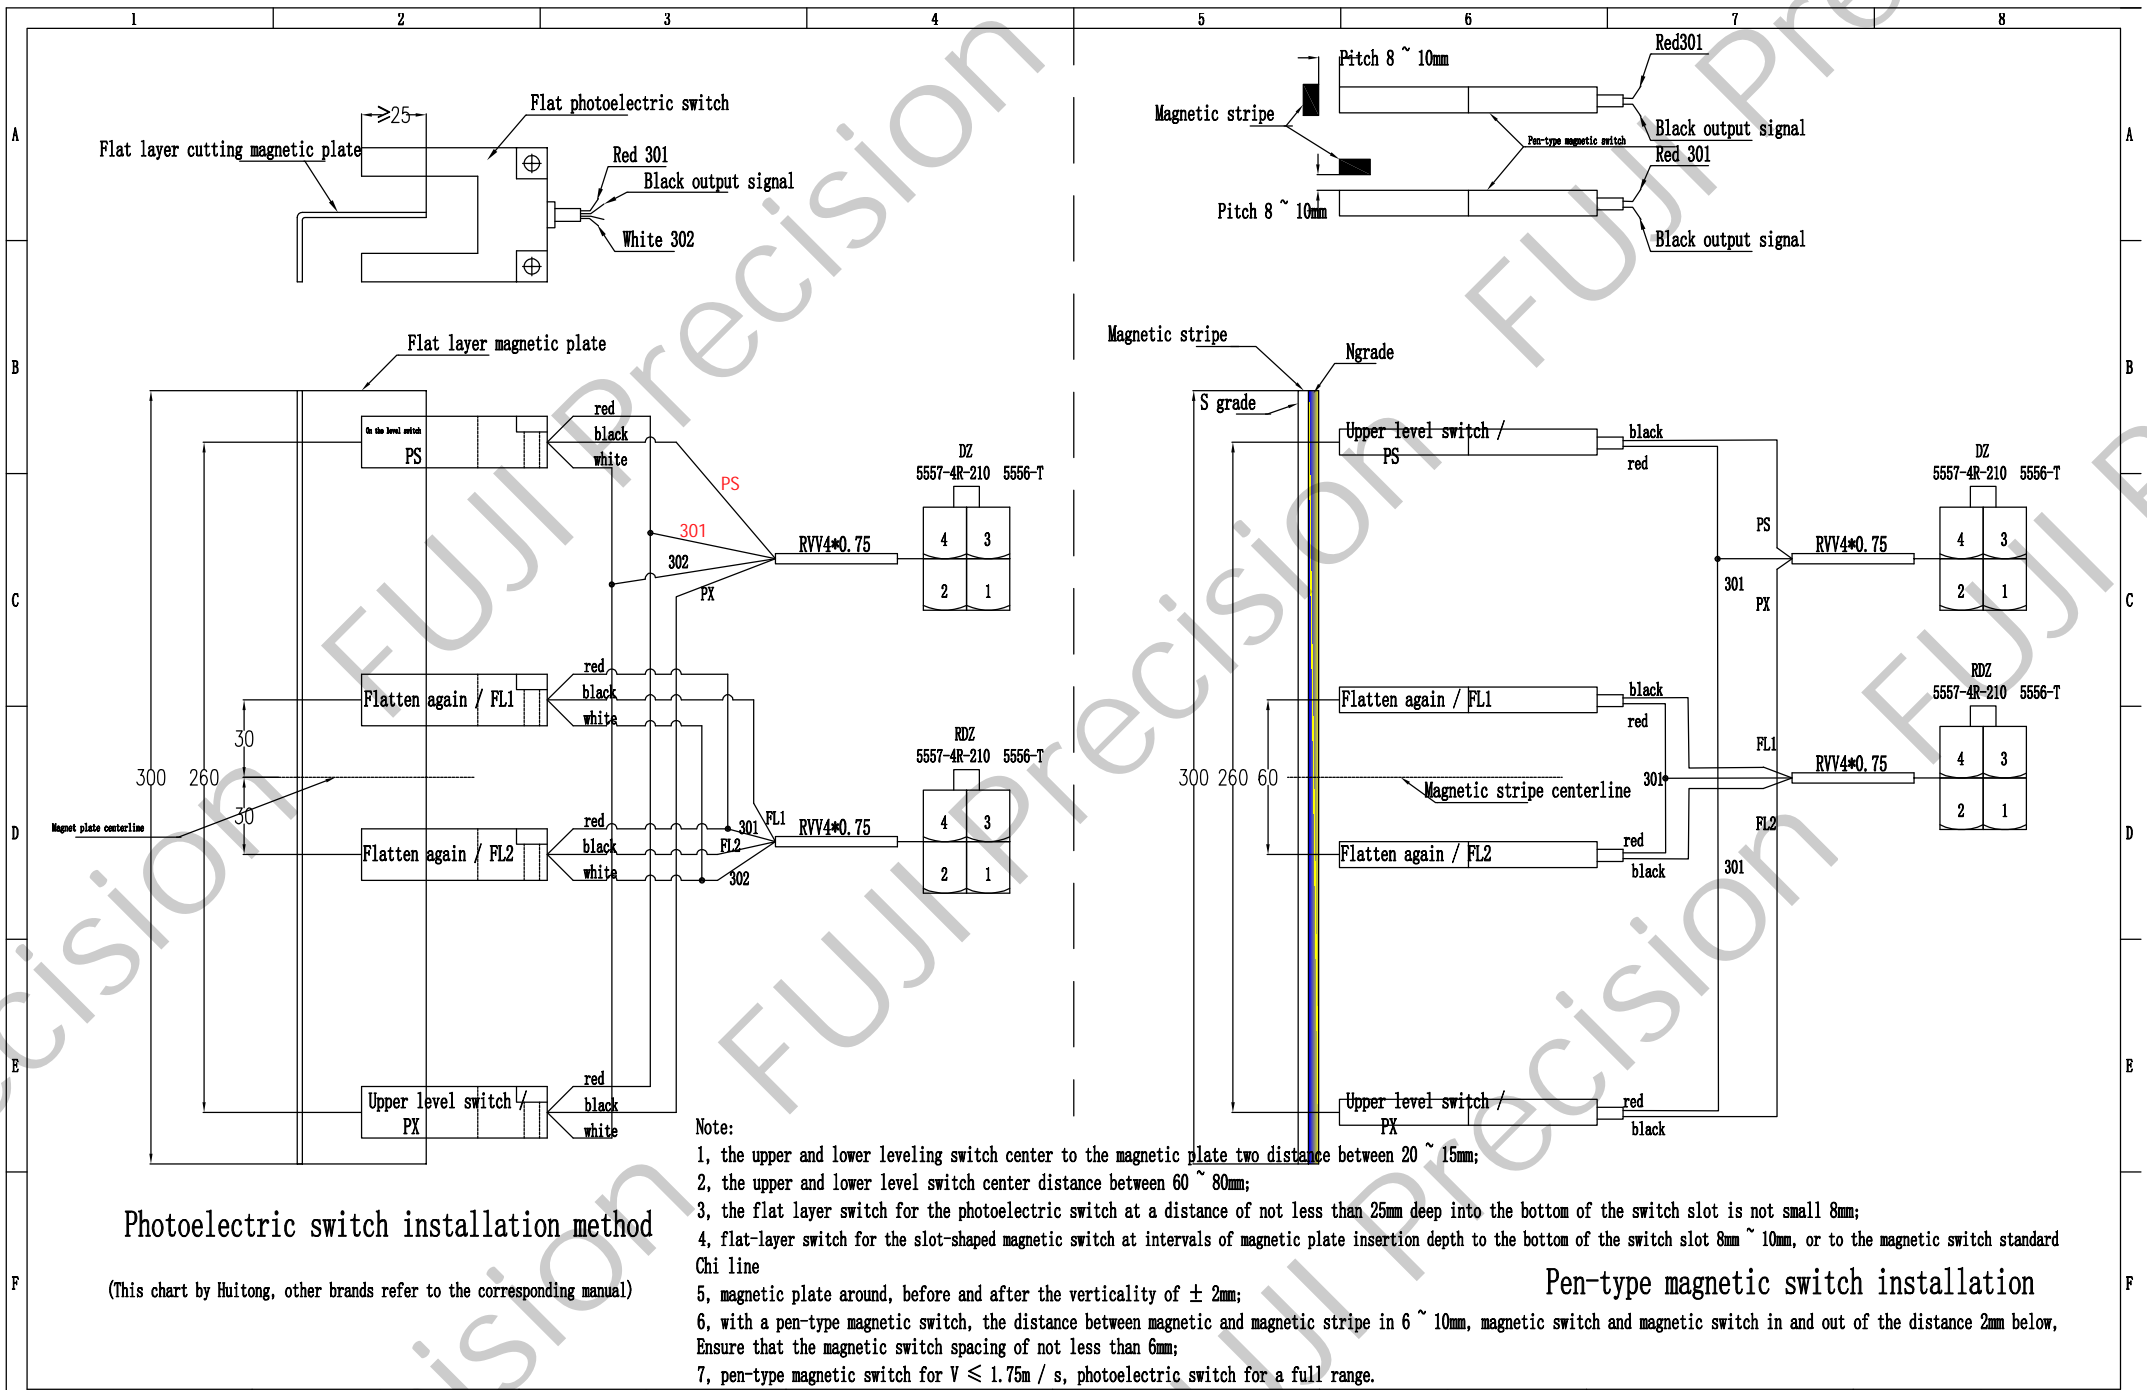 1 2 3 4 5 6 7 8
A
B
C
D
E
F
A
B
C
D
E
F
≥25
Flat photoelectric switch
Flat layer cutting magnetic plate
Red 301
Black output signal
White 302
Flat layer magnetic plate
On the level switch
PS
red
black
white
PS
301
302
PX
RVV4*0.75
DZ
5557-4R-210 5556-T
4 3
2 1
Flatten again / FL1
red
black
white
30
300
260
30
Magnet plate centerline
Flatten again / FL2
red
black
white
301
FL1
FL2
302
RVV4*0.75
RDZ
5557-4R-210 5556-T
4 3
2 1
Upper level switch /
PX
red
black
white
Photoelectric switch installation method
(This chart by Huitong, other brands refer to the corresponding manual)
Pitch 8 ~ 10mm
Red301
Magnetic stripe
Black output signal
Pen-type magnetic switch
Red 301
Pitch 8 ~ 10mm
Black output signal
Magnetic stripe
Ngrade
S grade
Upper level switch /
PS
black
red
PS
301
PX
RVV4*0.75
DZ
5557-4R-210 5556-T
4 3
2 1
Flatten again / FL1
black
red
300 260 60
Magnetic stripe centerline
301
FL1
FL2
301
RVV4*0.75
RDZ
5557-4R-210 5556-T
4 3
2 1
Flatten again / FL2
red
black
Upper level switch /
PX
red
black
Note:
1, the upper and lower leveling switch center to the magnetic plate two distance between 20 ~ 15mm;
2, the upper and lower level switch center distance between 60 ~ 80mm;
3, the flat layer switch for the photoelectric switch at a distance of not less than 25mm deep into the bottom of the switch slot is not small 8mm;
4, flat-layer switch for the slot-shaped magnetic switch at intervals of magnetic plate insertion depth to the bottom of the switch slot 8mm ~ 10mm, or to the magnetic switch standard
Chi line
5, magnetic plate around, before and after the verticality of ± 2mm;
6, with a pen-type magnetic switch, the distance between magnetic and magnetic stripe in 6 ~ 10mm, magnetic switch and magnetic switch in and out of the distance 2mm below,
Ensure that the magnetic switch spacing of not less than 6mm;
7, pen-type magnetic switch for V ≤ 1.75m / s, photoelectric switch for a full range.
Pen-type magnetic switch installation
FUJI Precision
FUJI Precision
FUJI Precision
FUJI Precision
FUJI Precision